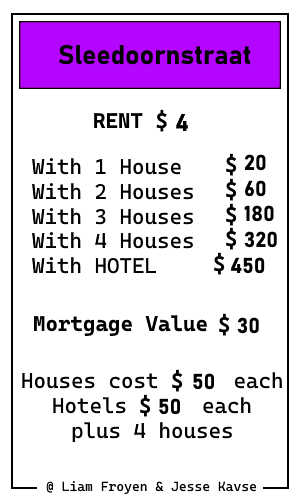 Sleedoornstraat
RENT $ 4
With 1 House $ 20
With 2 Houses $ 60
With 3 Houses $ 180
With 4 Houses $ 320
With HOTEL $ 450
Mortgage Value $ 30
Houses cost $ 50 each
Hotels $ 50 each
plus 4 houses
@ Liam Froyen & Jesse Kavse